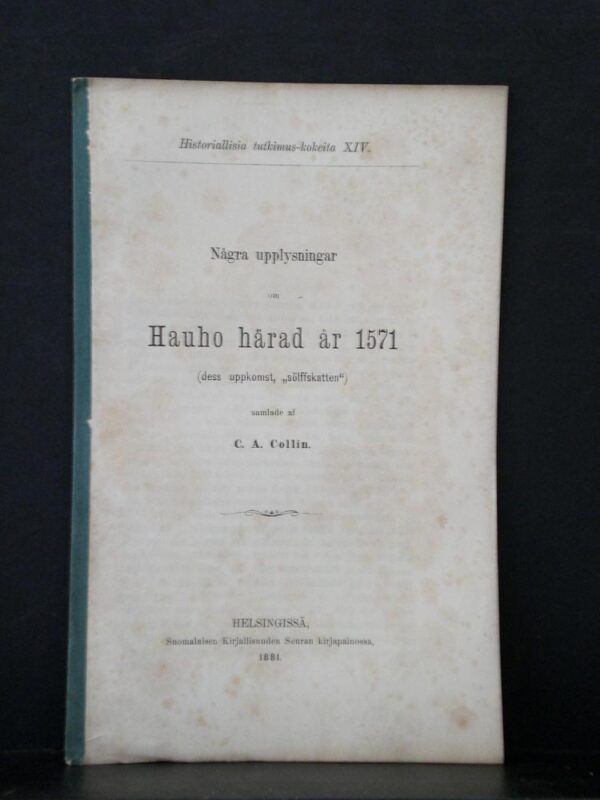 Historiallisia tutkimus-kokeita XIV.
Några upplysningar
om
Hauho härad år 1571
(dess uppkomst, „sölffskatten“)
samlade af
C. A. Collin.
HELSINGISSÄ,
Suomalaisen Kirjallisuuden Seuran kirjapainossa,
1881.